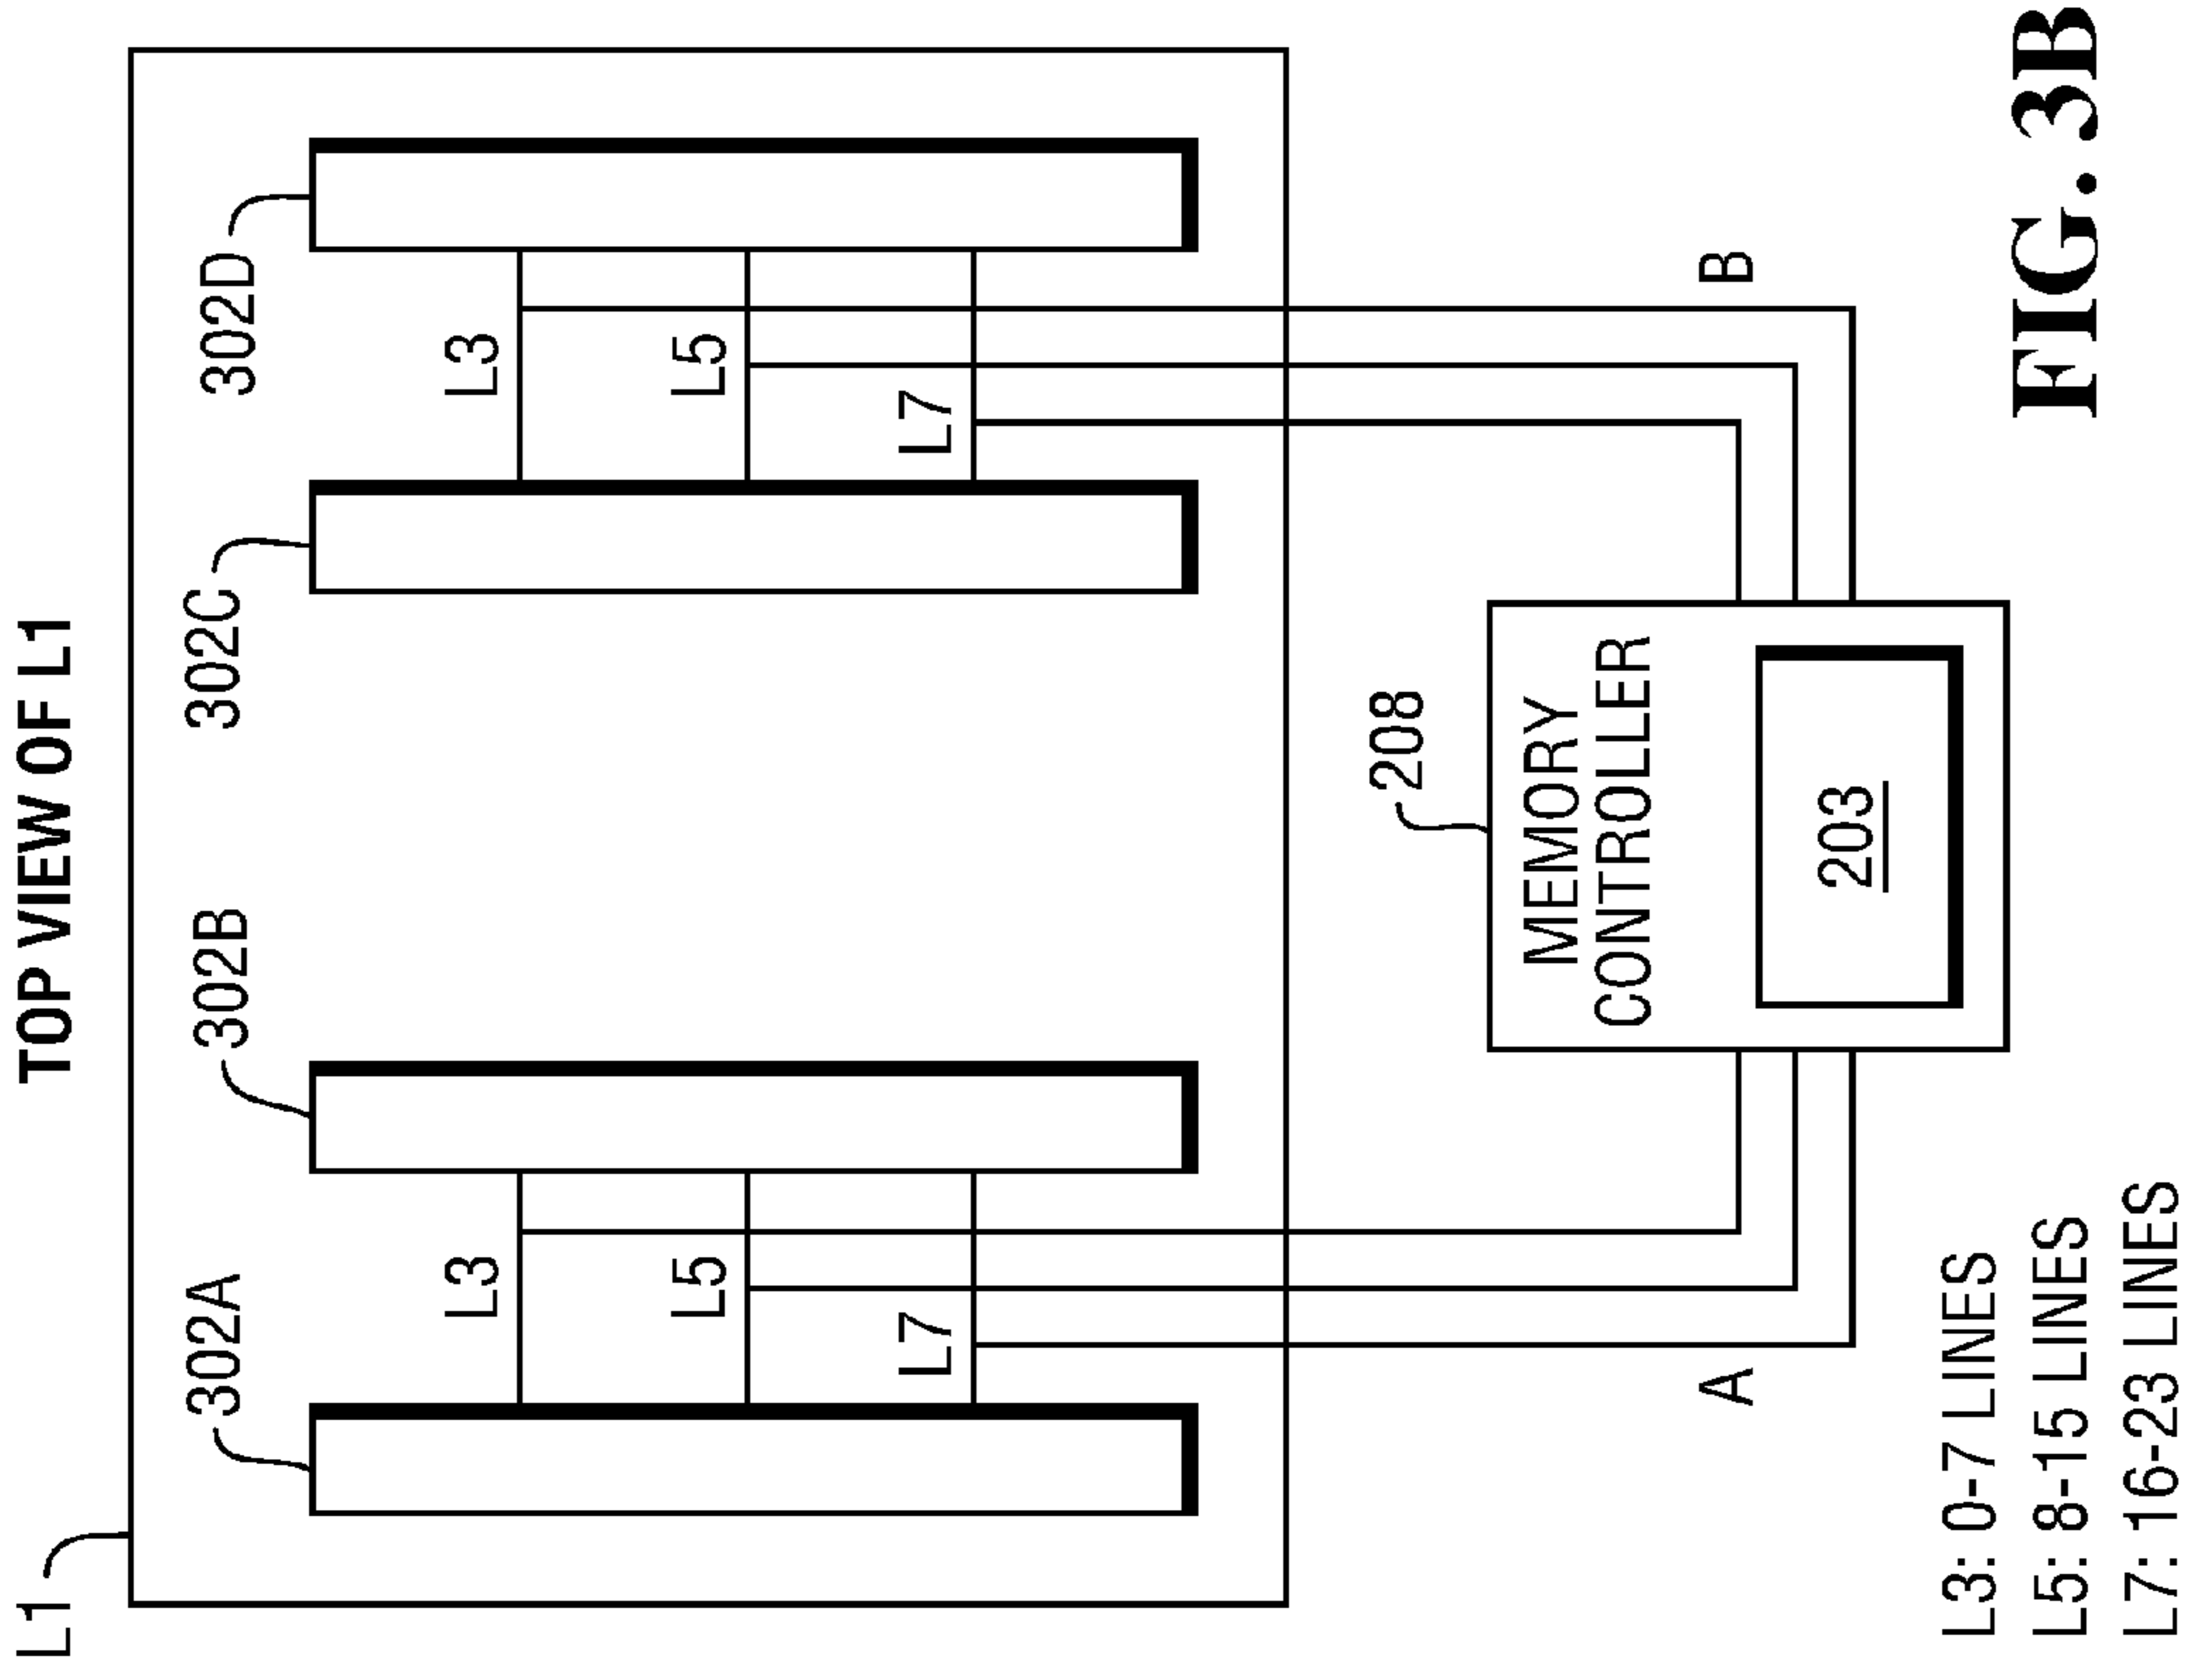 TOP VIEW OF L1
L1
302A
302B
302C
302D
L3
L3
L5
L5
L7
L7
208
MEMORY
CONTROLLER
203
A
B
L3: 0-7 LINES
L5: 8-15 LINES
L7: 16-23 LINES
FIG. 3B